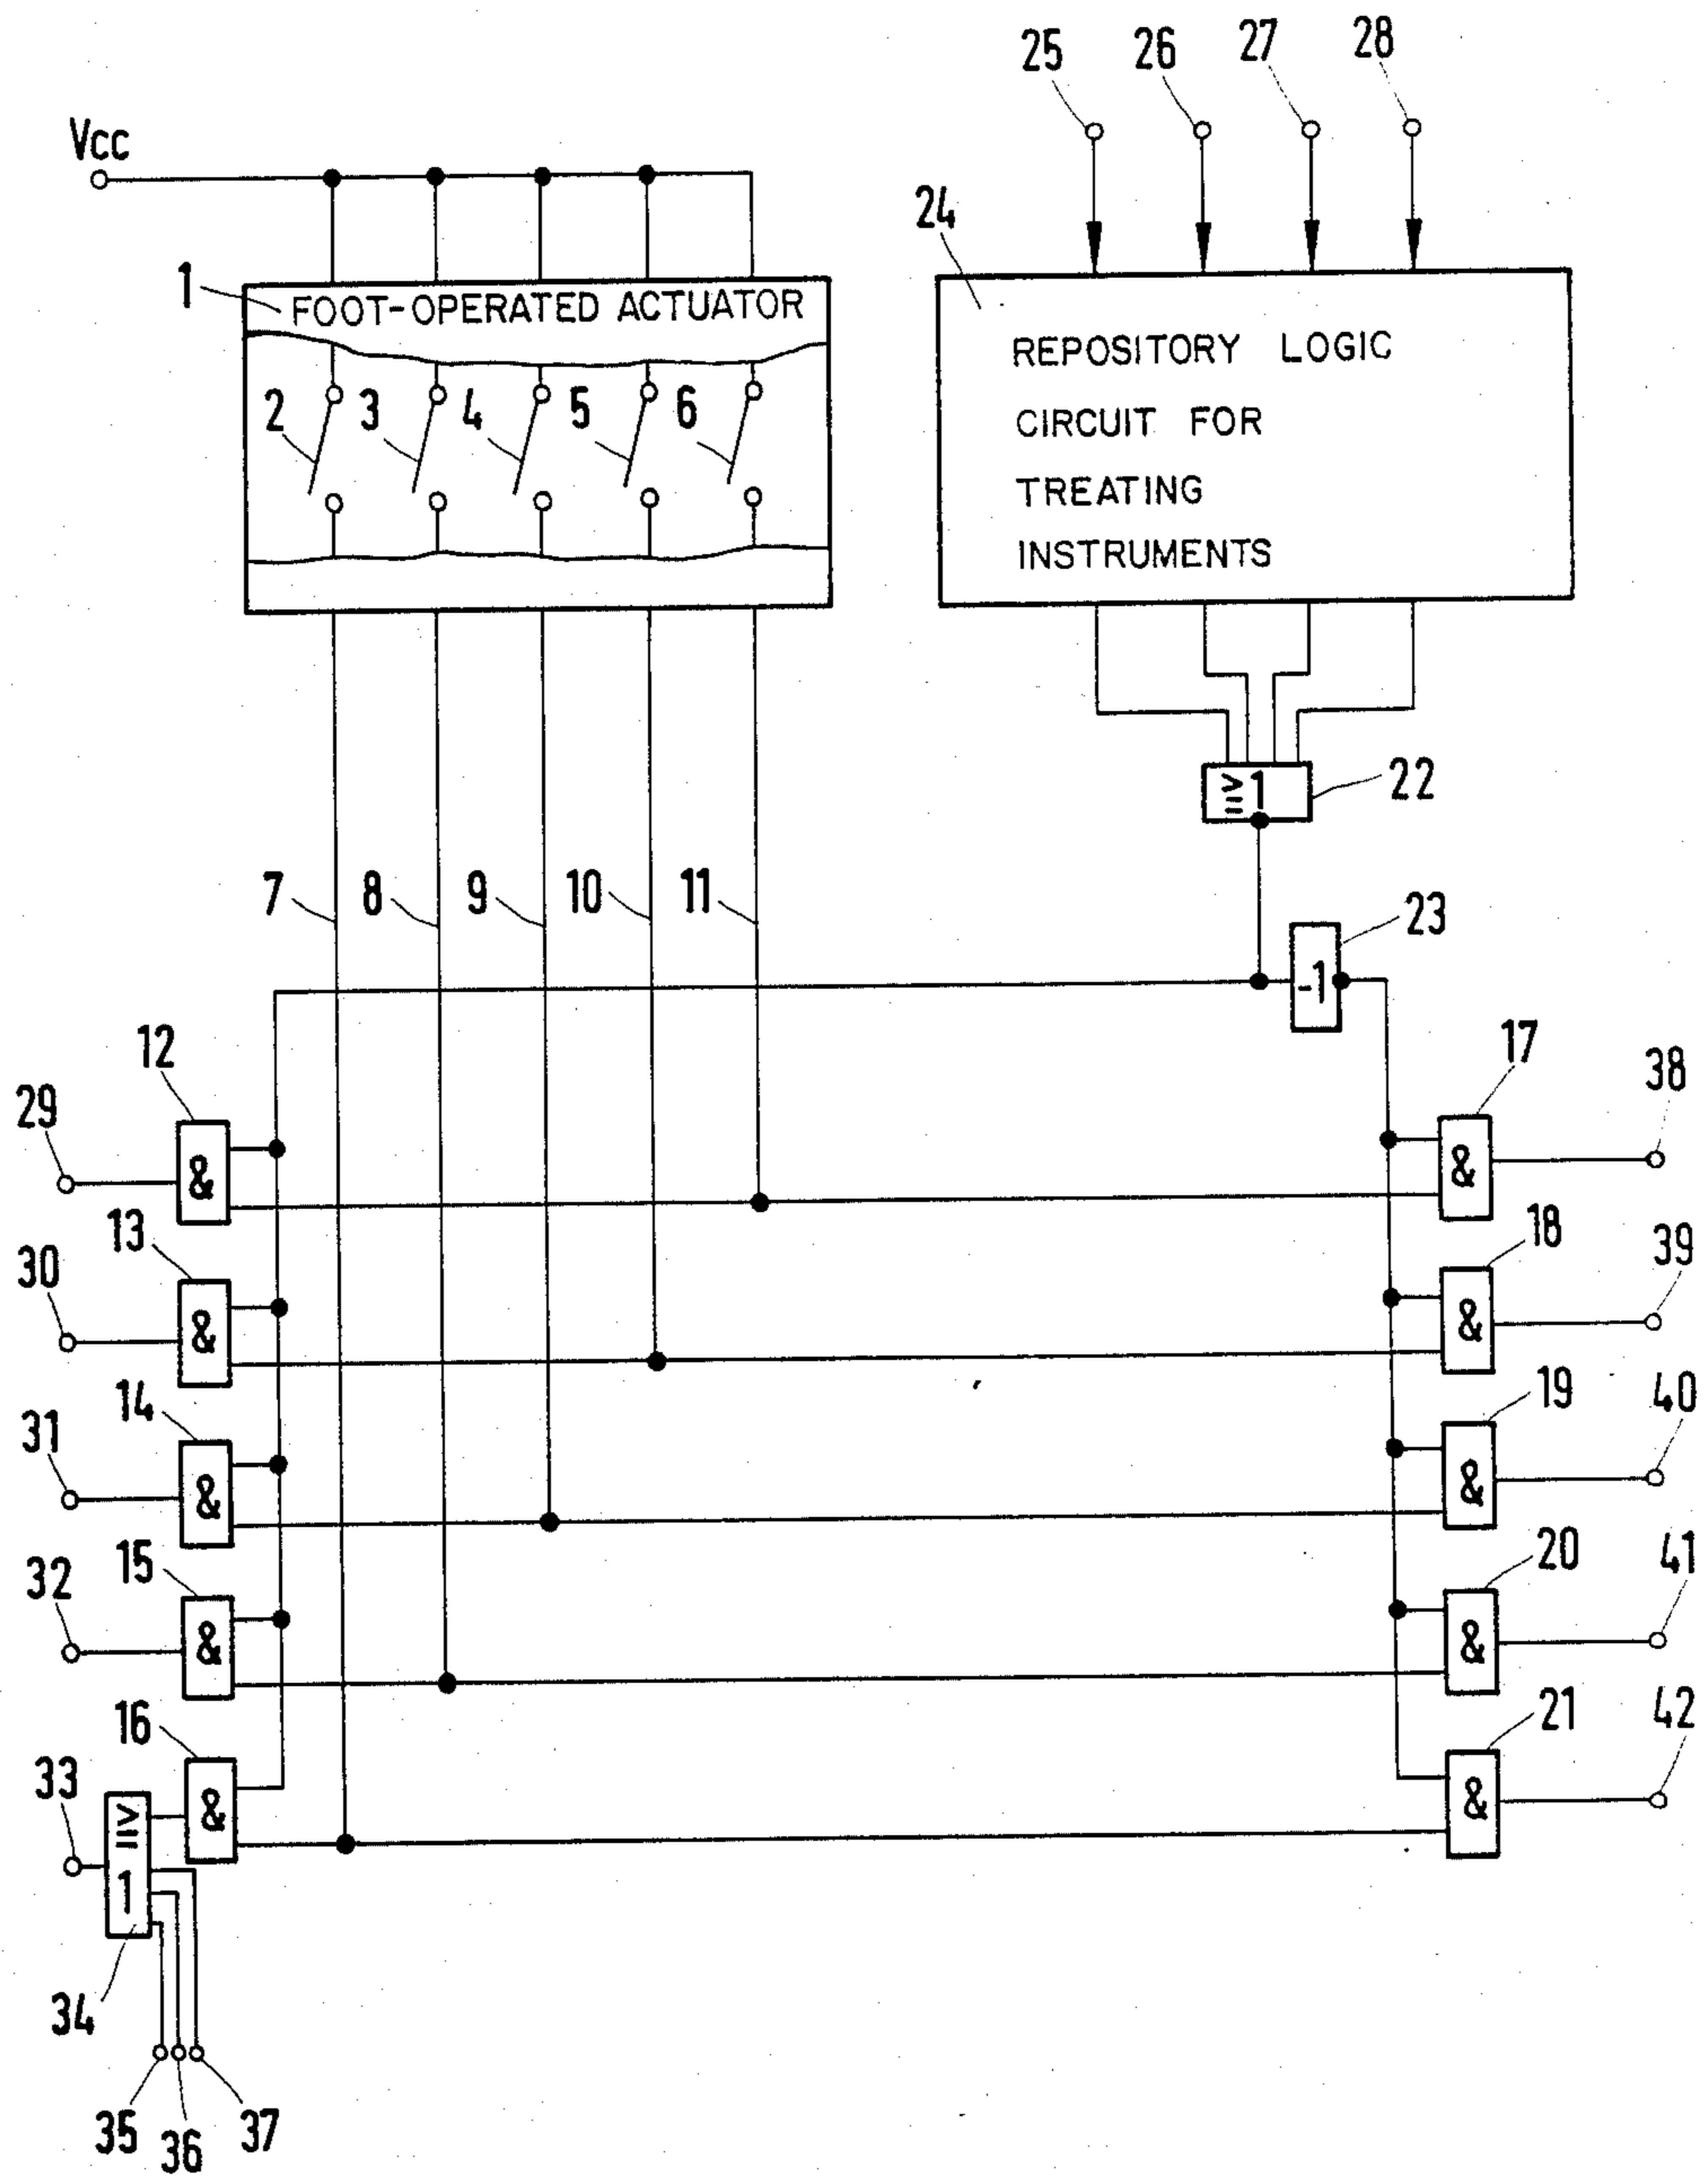 25 26 27 28
Vcc
24
1
FOOT-OPERATED ACTUATOR
REPOSITORY LOGIC
CIRCUIT FOR
TREATING
INSTRUMENTS
2 3 4 5 6
≥1 22
7 8 9 10 11
23
-1
12 17
29 38
& &
13 18
30 39
& &
14 19
31 40
& &
15 20
32 41
& &
16 21
33 42
& &
≥1
34
35 36 37